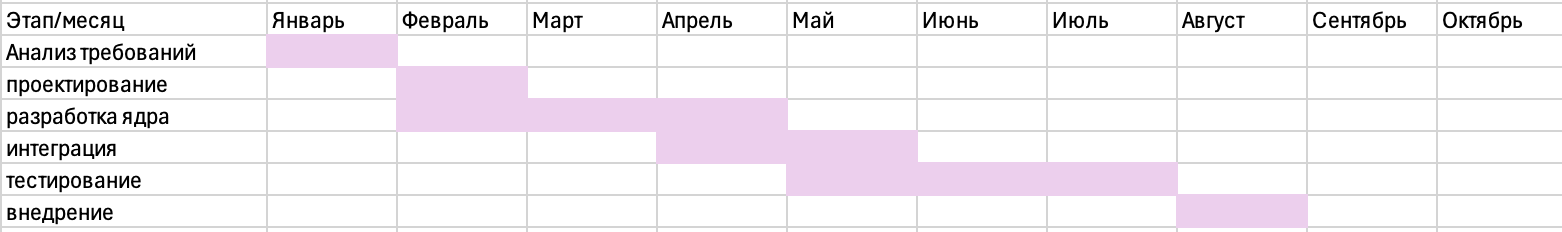 Этап/месяц Январь Февраль Март Апрель Май Июнь Июль Август Сентябрь Октябрь
Анализ требований
проектирование
разработка ядра
интеграция
тестирование
внедрение